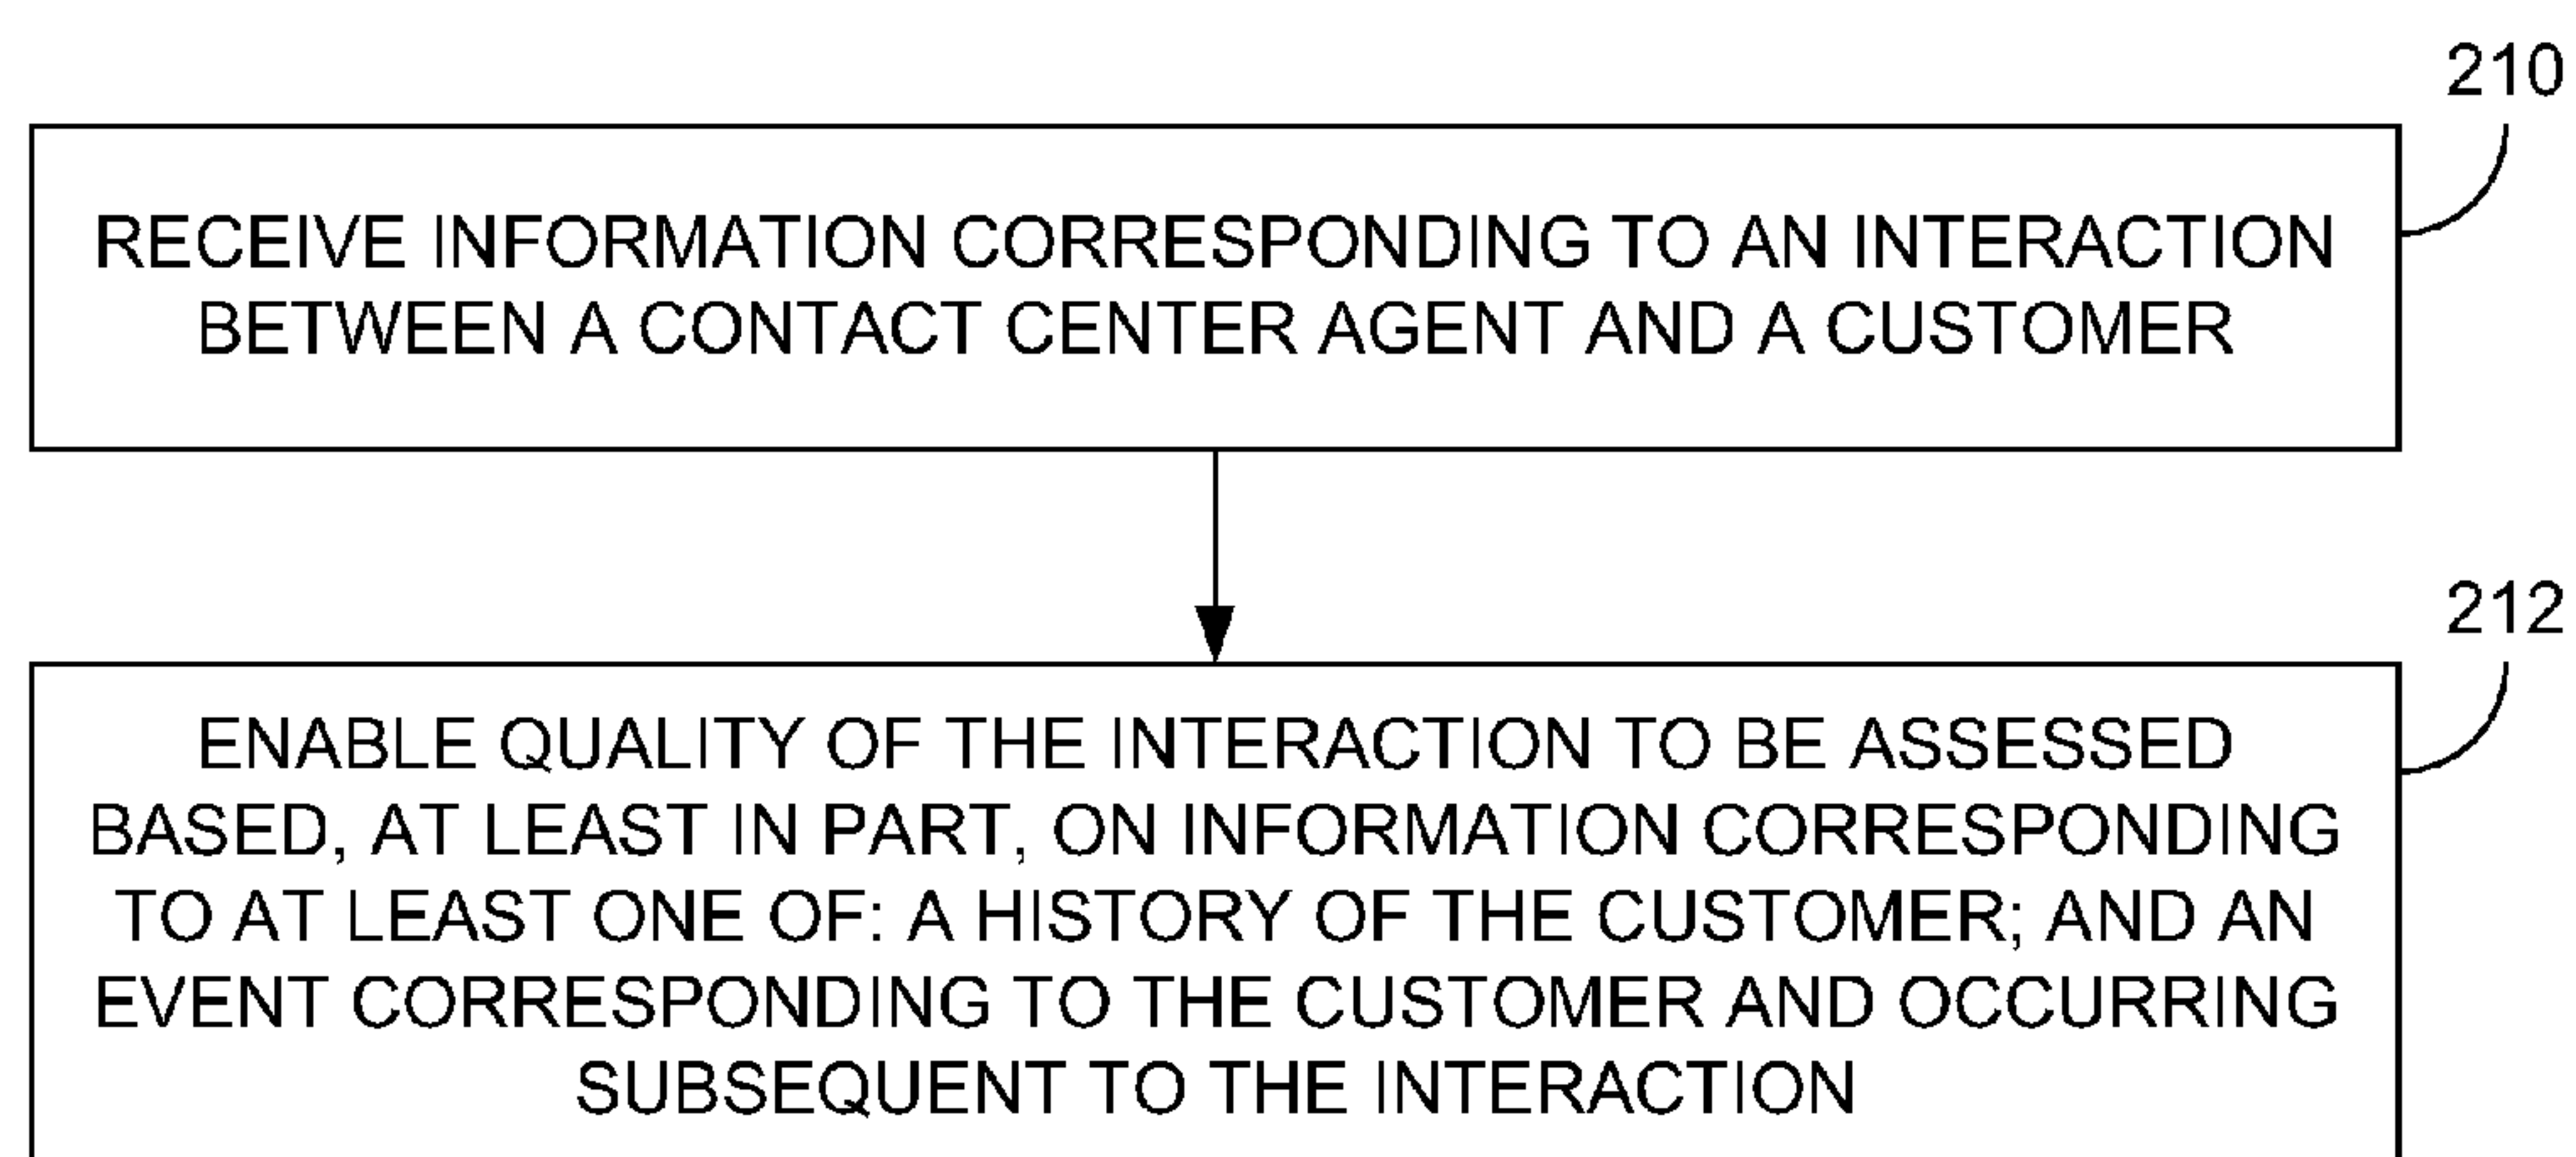 210
RECEIVE INFORMATION CORRESPONDING TO AN INTERACTION
BETWEEN A CONTACT CENTER AGENT AND A CUSTOMER
212
ENABLE QUALITY OF THE INTERACTION TO BE ASSESSED
BASED, AT LEAST IN PART, ON INFORMATION CORRESPONDING
TO AT LEAST ONE OF: A HISTORY OF THE CUSTOMER; AND AN
EVENT CORRESPONDING TO THE CUSTOMER AND OCCURRING
SUBSEQUENT TO THE INTERACTION